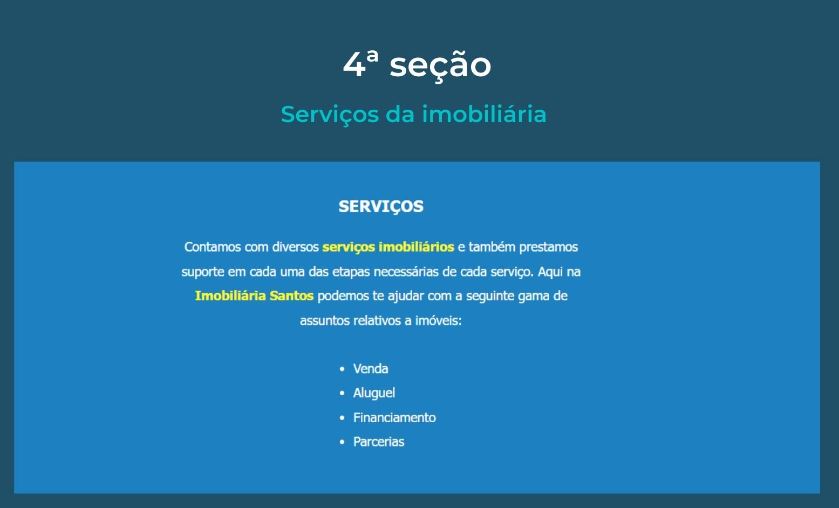 4ª seção
Serviços da imobiliária
SERVIÇOS
Contamos com diversos serviços imobiliários e também prestamos
suporte em cada uma das etapas necessárias de cada serviço. Aqui na
Imobiliária Santos podemos te ajudar com a seguinte gama de
assuntos relativos a imóveis:
• Venda
• Aluguel
• Financiamento
• Parcerias